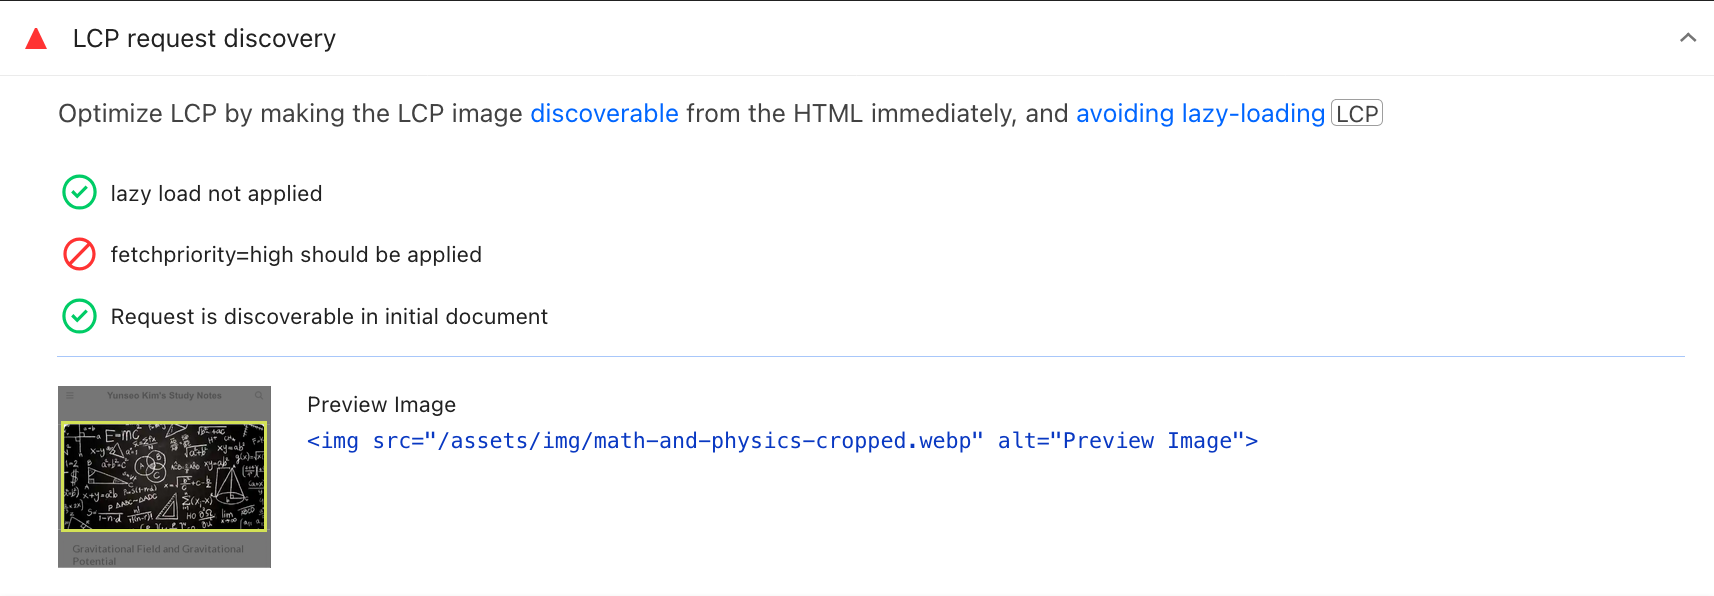 LCP request discovery
Optimize LCP by making the LCP image discoverable from the HTML immediately, and avoiding lazy-loading LCP
lazy load not applied
fetchpriority=high should be applied
Request is discoverable in initial document
Yunseo Kim's Study Notes
E=mc
Gravitational Field and Gravitational
Potential
Preview Image
<img src="/assets/img/math-and-physics-cropped.webp" alt="Preview Image">